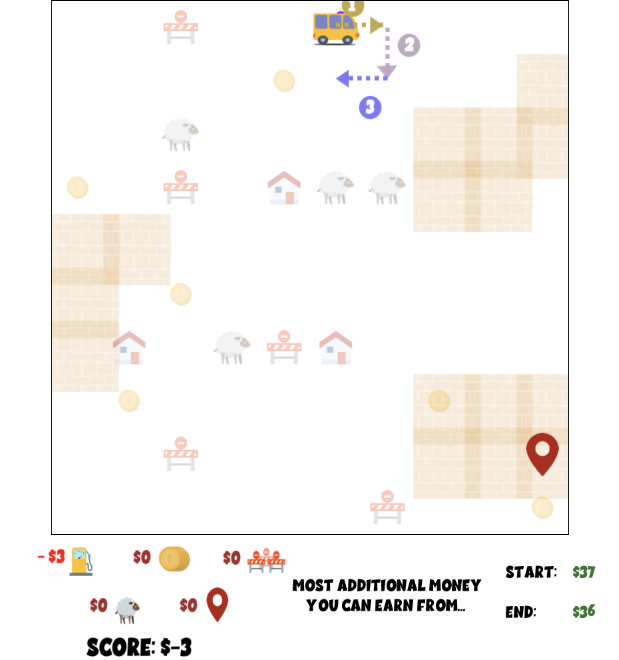 1
2
3
- $3
$0
$0
$0
$0
MOST ADDITIONAL MONEY
YOU CAN EARN FROM...
START: $37
END: $36
SCORE: $-3